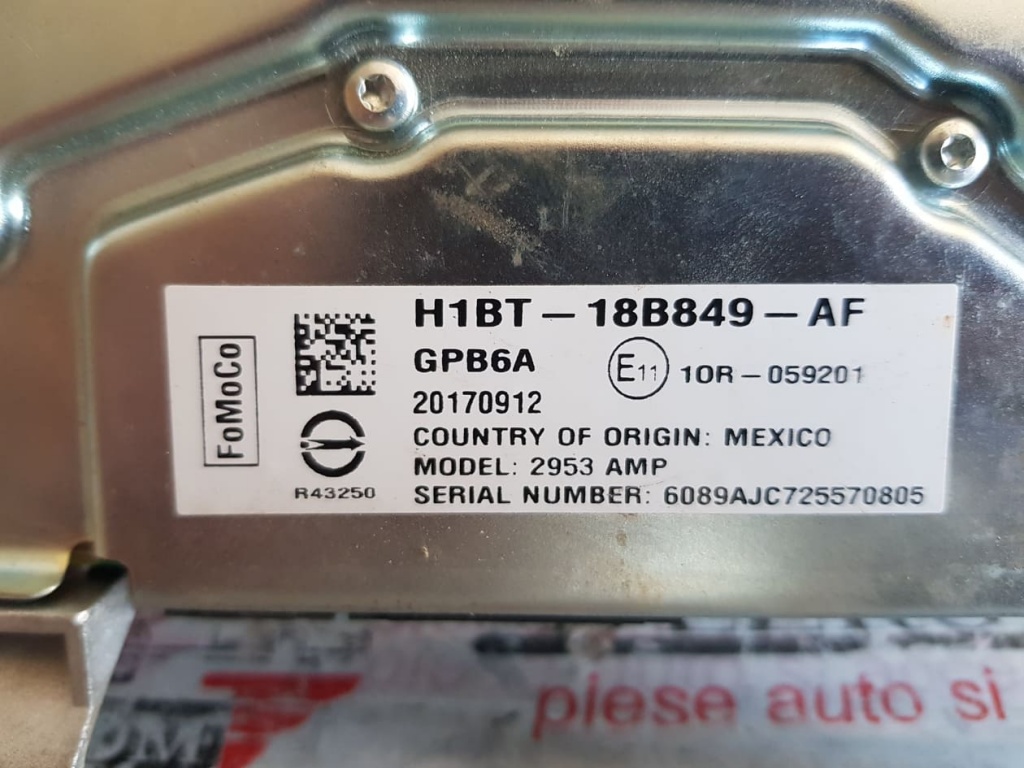 H1BT-18B849-AF
GPB6A
E11 10R-059201
20170912
COUNTRY OF ORIGIN: MEXICO
MODEL: 2953 AMP
SERIAL NUMBER: 6089AJC725570805
FoMoCo
R43250
piese auto si